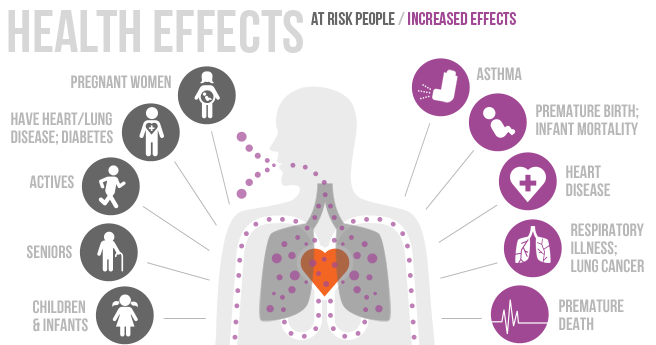 HEALTH EFFECTS
AT RISK PEOPLE / INCREASED EFFECTS
PREGNANT WOMEN
HAVE HEART/LUNG
DISEASE; DIABETES
ACTIVES
SENIORS
CHILDREN
& INFANTS
ASTHMA
PREMATURE BIRTH;
INFANT MORTALITY
HEART
DISEASE
RESPIRATORY
ILLNESS;
LUNG CANCER
PREMATURE
DEATH